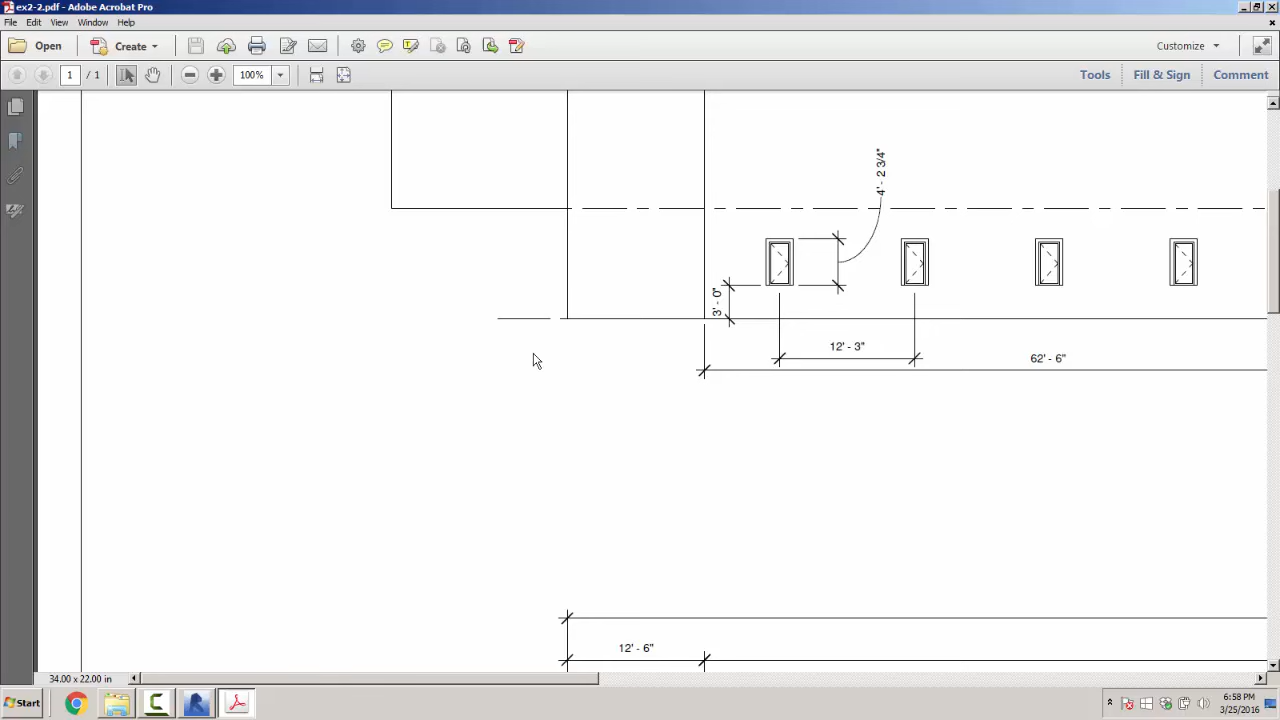 ex2-2.pdf - Adobe Acrobat Pro
File Edit View Window Help
Open Create Customize
1 / 1 100% Tools Fill & Sign Comment
4' - 2 3/4"
3' - 0"
12' - 3"
62' - 6"
12' - 6"
34.00 x 22.00 in
Start
6:58 PM
3/25/2016